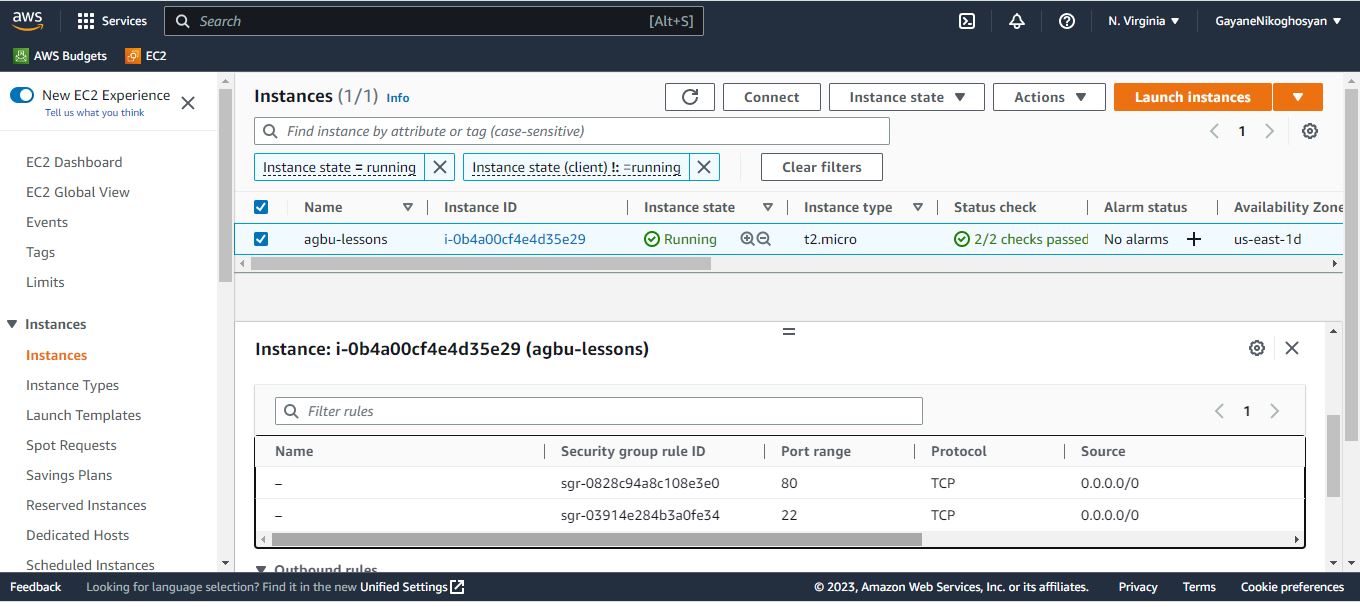 aws Services Search [Alt+S] N. Virginia GayaneNikoghosyan
AWS Budgets EC2
New EC2 Experience
Tell us what you think
EC2 Dashboard
EC2 Global View
Events
Tags
Limits
Instances
Instances
Instance Types
Launch Templates
Spot Requests
Savings Plans
Reserved Instances
Dedicated Hosts
Scheduled Instances
Instances (1/1) Info Connect Instance state Actions Launch instances
Find instance by attribute or tag (case-sensitive) 1
Instance state = running Instance state (client) !: =running Clear filters
Name Instance ID Instance state Instance type Status check Alarm status Availability Zone
agbu-lessons i-0b4a00cf4e4d35e29 Running t2.micro 2/2 checks passed No alarms + us-east-1d
Instance: i-0b4a00cf4e4d35e29 (agbu-lessons)
Filter rules 1
Name Security group rule ID Port range Protocol Source
– sgr-0828c94a8c108e3e0 80 TCP 0.0.0.0/0
– sgr-03914e284b3a0fe34 22 TCP 0.0.0.0/0
Outbound rules
Feedback Looking for language selection? Find it in the new Unified Settings © 2023, Amazon Web Services, Inc. or its affiliates. Privacy Terms Cookie preferences